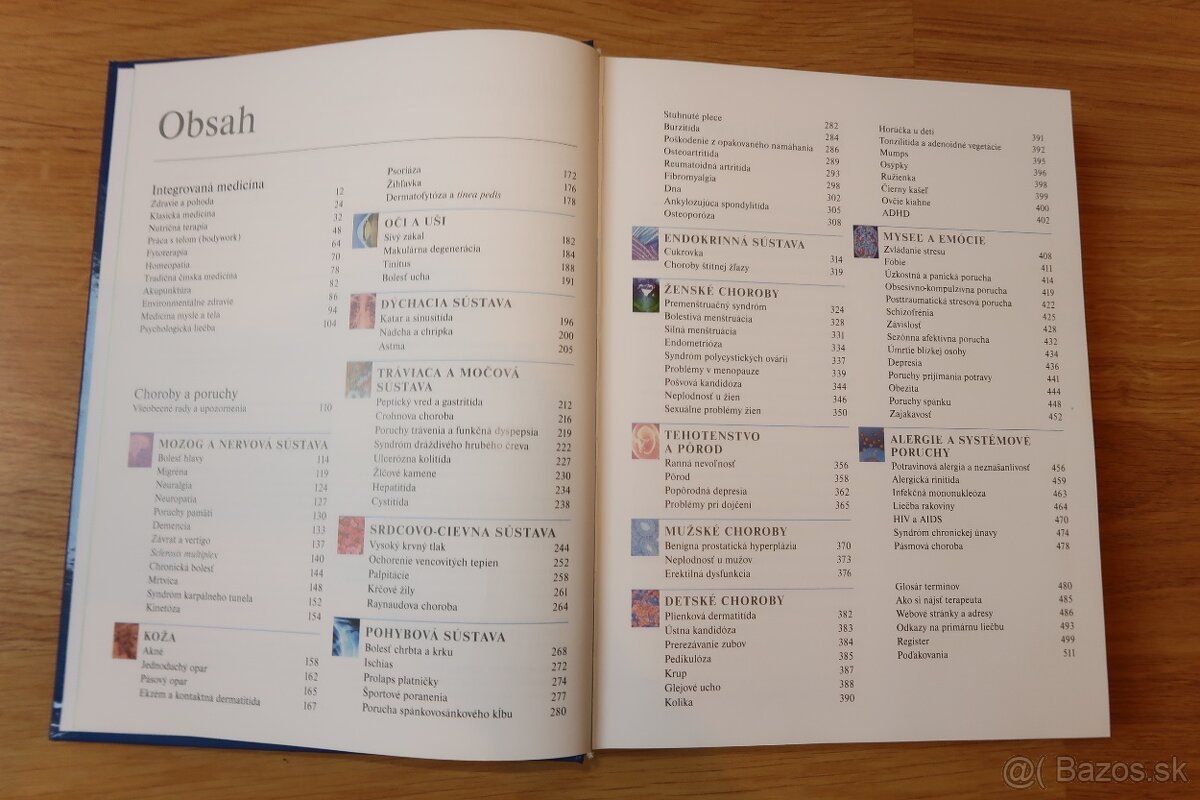 Obsah
Integrovaná medicína
Zdravie a pohoda 12
Klasická medicína 24
Nutričná terapia 32
Práca s telom (bodywork) 48
Fytoterapia 64
Homeopatia 70
Tradičná čínska medicína 78
Akupunktúra 82
Environmentálne zdravie 86
Medicína mysle a tela 94
Psychologická liečba 104
Choroby a poruchy
Všeobecné rady a upozornenia 110
MOZOG A NERVOVÁ SÚSTAVA
Bolesť hlavy 114
Migréna 119
Neuralgia 124
Neuropatia 127
Poruchy pamäti 130
Demencia 133
Závrat a vertigo 137
Sclerosis multiplex 140
Chronická bolesť 144
Mŕtvica 148
Syndróm karpálneho tunela 152
Kinetóza 154
KOŽA
Akné 158
Jednoduchý opar 162
Pásový opar 165
Ekzém a kontaktná dermatitída 167
Psoriáza 172
Žihľavka 176
Dermatofytóza a tinea pedis 178
OČI A UŠI
Sivý zákal 182
Makulárna degenerácia 184
Tinitus 188
Bolesť ucha 191
DÝCHACIA SÚSTAVA
Katar a sinusitída 196
Nádcha a chrípka 200
Astma 205
TRÁVIACA A MOČOVÁ
SÚSTAVA
Peptický vred a gastritída 212
Crohnova choroba 216
Poruchy trávenia a funkčná dyspepsia 219
Syndróm dráždivého hrubého čreva 222
Ulcerózna kolitída 227
Žlčové kamene 230
Hepatitída 234
Cystitída 238
SRDCOVO-CIEVNA SÚSTAVA
Vysoký krvný tlak 244
Ochorenie vencovitých tepien 252
Palpitácie 258
Kŕčové žily 261
Raynaudova choroba 264
POHYBOVÁ SÚSTAVA
Bolesť chrbta a krku 268
Ischias 272
Prolaps platničky 274
Športové poranenia 277
Porucha spánkovosánkového kĺbu 280
Stuhnuté plece 282
Burzitída 284
Poškodenie z opakovaného namáhania 286
Osteoartritída 289
Reumatoidná artritída 293
Fibromyalgia 298
Dna 302
Ankylozujúca spondylitída 305
Osteoporóza 308
ENDOKRINNÁ SÚSTAVA
Cukrovka 314
Choroby štítnej žľazy 319
ŽENSKÉ CHOROBY
Premenštruačný syndróm 324
Bolestivá menštruácia 328
Silná menštruácia 331
Endometrióza 334
Syndróm polycystických ovárií 337
Problémy v menopauze 339
Pošvová kandidóza 344
Neplodnosť u žien 346
Sexuálne problémy žien 350
TEHOTENSTVO
A PÔROD
Ranná nevoľnosť 356
Pôrod 358
Popôrodná depresia 362
Problémy pri dojčení 365
MUŽSKÉ CHOROBY
Benígna prostatická hyperplázia 370
Neplodnosť u mužov 373
Erektilná dysfunkcia 376
DETSKÉ CHOROBY
Plienková dermatitída 382
Ústna kandidóza 383
Prerezávanie zubov 384
Pedikulóza 385
Krup 387
Glejové ucho 388
Kolika 390
Horúčka u detí 391
Tonzilitída a adenoidné vegetácie 392
Mumps 395
Osýpky 396
Ružienka 398
Čierny kašeľ 399
Ovčie kiahne 400
ADHD 402
MYSEĽ A EMÓCIE
Zvládanie stresu 408
Fóbie 411
Úzkostná a panická porucha 414
Obsesívno-kompulzívna porucha 419
Posttraumatická stresová porucha 422
Schizofrénia 425
Závislosť 428
Sezónna afektívna porucha 432
Úmrtie blízkej osoby 434
Depresia 436
Poruchy prijímania potravy 441
Obezita 444
Poruchy spánku 448
Zajakavosť 452
ALERGIE A SYSTÉMOVÉ
PORUCHY
Potravinová alergia a neznášanlivosť 456
Alergická rinitída 459
Infekčná mononukleóza 463
Liečba rakoviny 464
HIV a AIDS 470
Syndróm chronickej únavy 474
Pásmová choroba 478
Glosár termínov 480
Ako si nájsť terapeuta 485
Webové stránky a adresy 486
Odkazy na primárnu liečbu 493
Register 499
Poďakovania 511
@( Bazos.sk